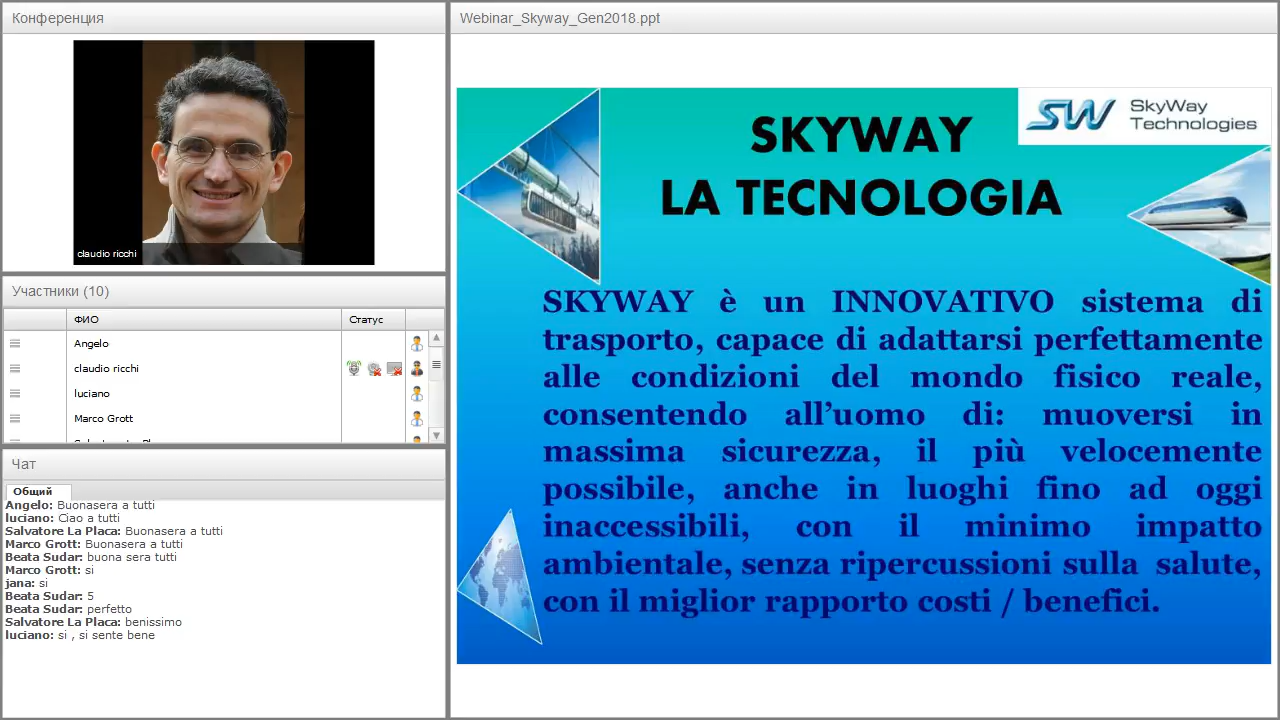 Конференция
claudio ricchi
Участники (10)
ФИО
Статус
Angelo
claudio ricchi
luciano
Marco Grott
Чат
Общий
Angelo: Buonasera a tutti
luciano: Ciao a tutti
Salvatore La Placa: Buonasera a tutti
Marco Grott: Buonasera a tutti
Beata Sudar: buona sera tutti
Marco Grott: si
jana: si
Beata Sudar: 5
Beata Sudar: perfetto
Salvatore La Placa: benissimo
luciano: si , si sente bene
Webinar_Skyway_Gen2018.ppt
SW SkyWay
Technologies
SKYWAY
LA TECNOLOGIA
SKYWAY è un INNOVATIVO sistema di
trasporto, capace di adattarsi perfettamente
alle condizioni del mondo fisico reale,
consentendo all’uomo di: muoversi in
massima sicurezza, il più velocemente
possibile, anche in luoghi fino ad oggi
inaccessibili, con il minimo impatto
ambientale, senza ripercussioni sulla salute,
con il miglior rapporto costi / benefici.